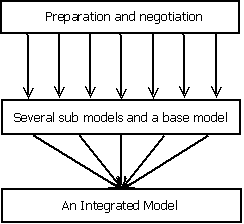 Preparation and negotiation
Several sub models and a base model
An Integrated Model